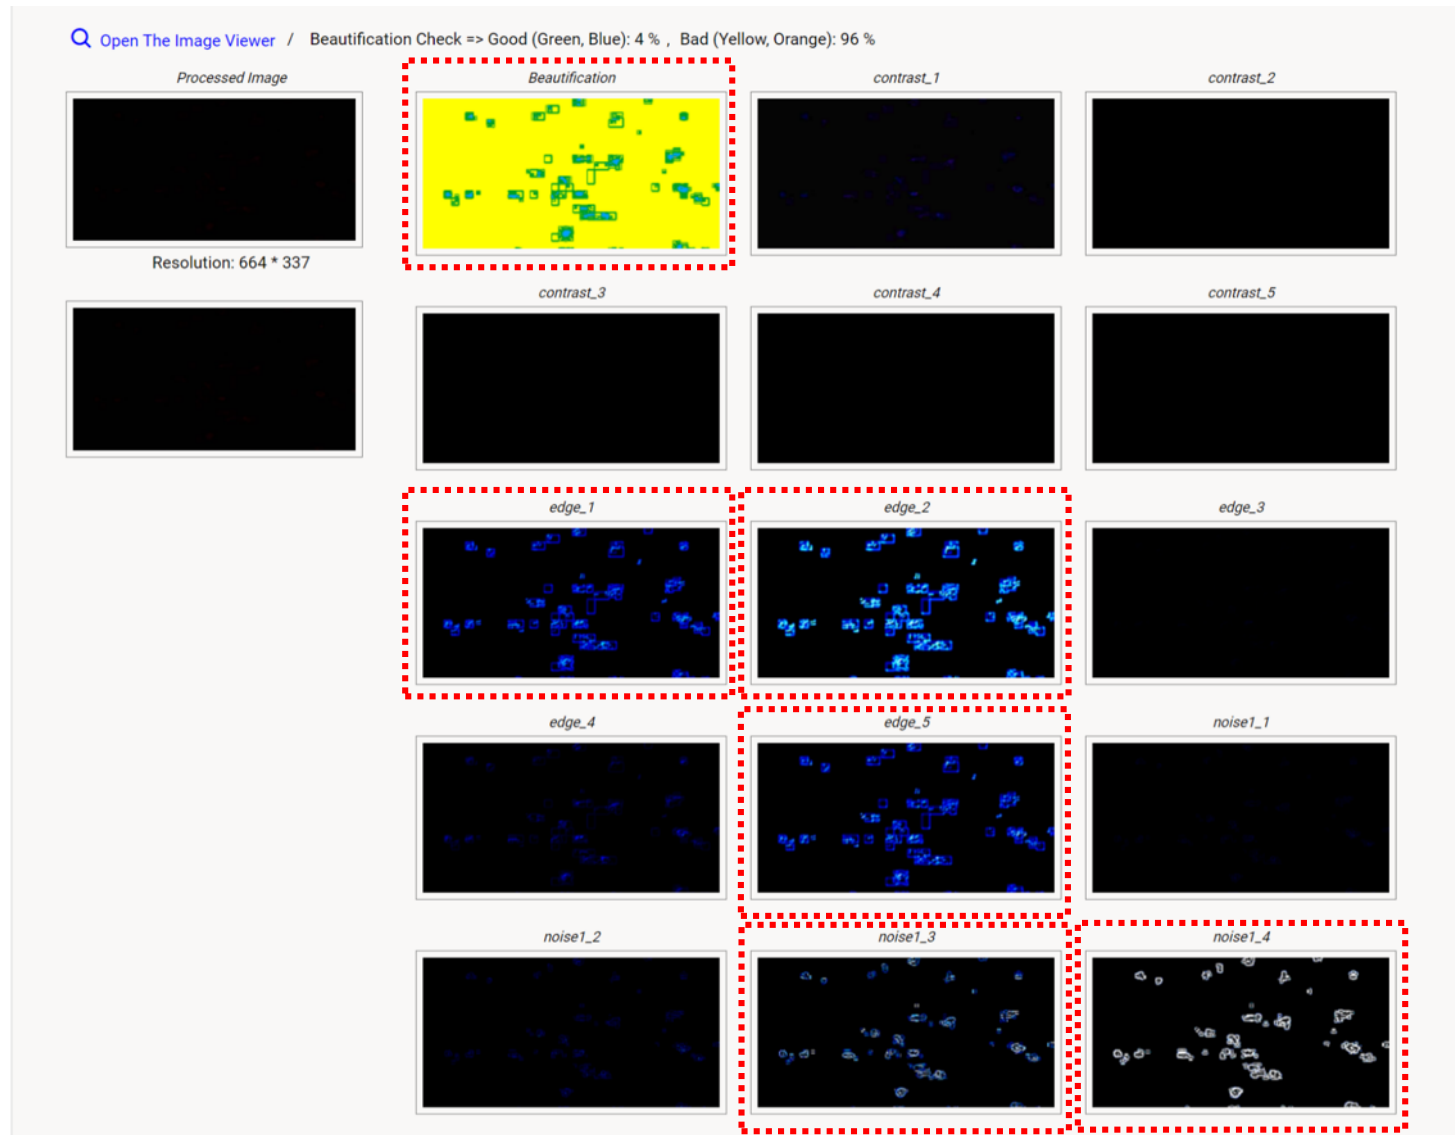 Open The Image Viewer / Beautification Check => Good (Green, Blue): 4 % , Bad (Yellow, Orange): 96 %
Processed Image
Beautification
contrast_1
contrast_2
Resolution: 664 * 337
contrast_3
contrast_4
contrast_5
edge_1
edge_2
edge_3
edge_4
edge_5
noise1_1
noise1_2
noise1_3
noise1_4